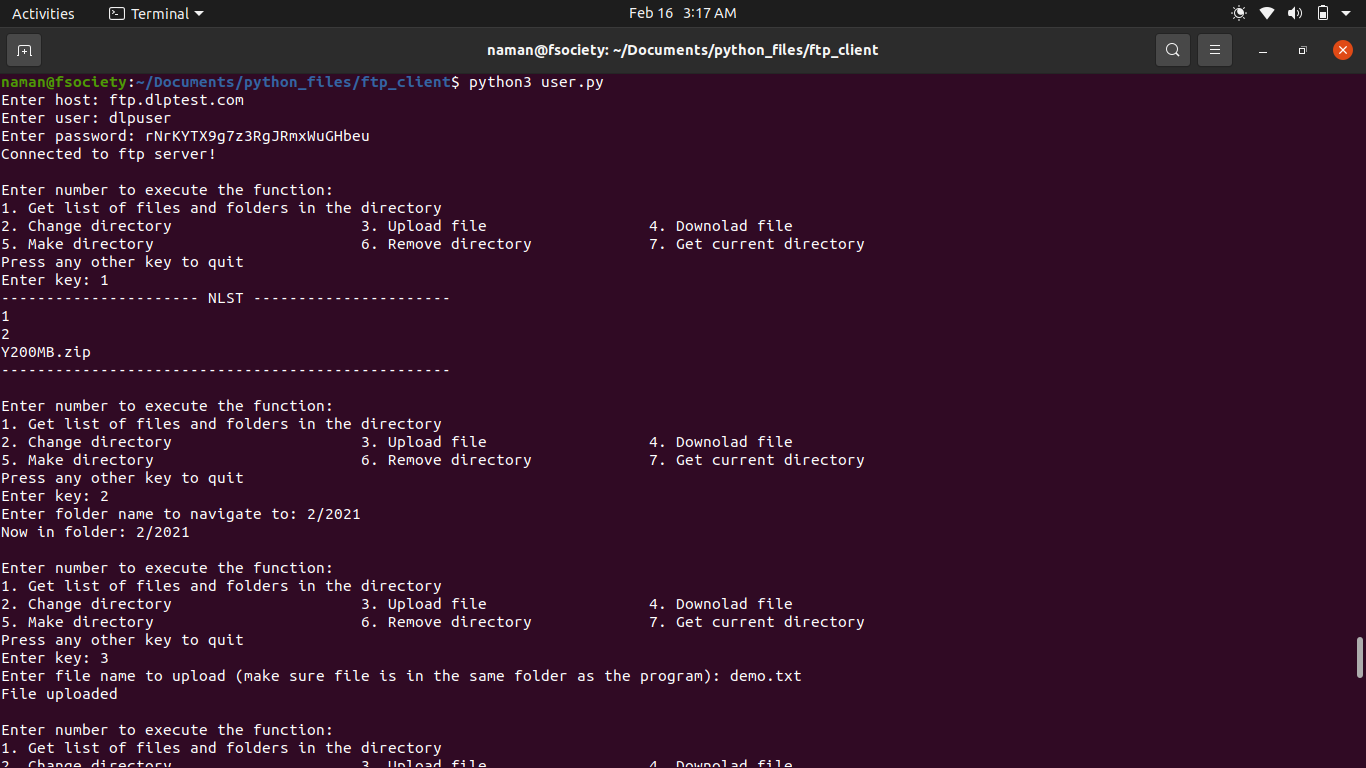 Activities Terminal Feb 16 3:17 AM
naman@fsociety: ~/Documents/python_files/ftp_client
naman@fsociety:~/Documents/python_files/ftp_client$ python3 user.py
Enter host: ftp.dlptest.com
Enter user: dlpuser
Enter password: rNrKYTX9g7z3RgJRmxWuGHbeu
Connected to ftp server!
Enter number to execute the function:
1. Get list of files and folders in the directory
2. Change directory 3. Upload file 4. Downolad file
5. Make directory 6. Remove directory 7. Get current directory
Press any other key to quit
Enter key: 1
---------------------- NLST ----------------------
1
2
Y200MB.zip
--------------------------------------------------
Enter number to execute the function:
1. Get list of files and folders in the directory
2. Change directory 3. Upload file 4. Downolad file
5. Make directory 6. Remove directory 7. Get current directory
Press any other key to quit
Enter key: 2
Enter folder name to navigate to: 2/2021
Now in folder: 2/2021
Enter number to execute the function:
1. Get list of files and folders in the directory
2. Change directory 3. Upload file 4. Downolad file
5. Make directory 6. Remove directory 7. Get current directory
Press any other key to quit
Enter key: 3
Enter file name to upload (make sure file is in the same folder as the program): demo.txt
File uploaded
Enter number to execute the function:
1. Get list of files and folders in the directory
2. Change directory 3. Upload file 4. Downolad file